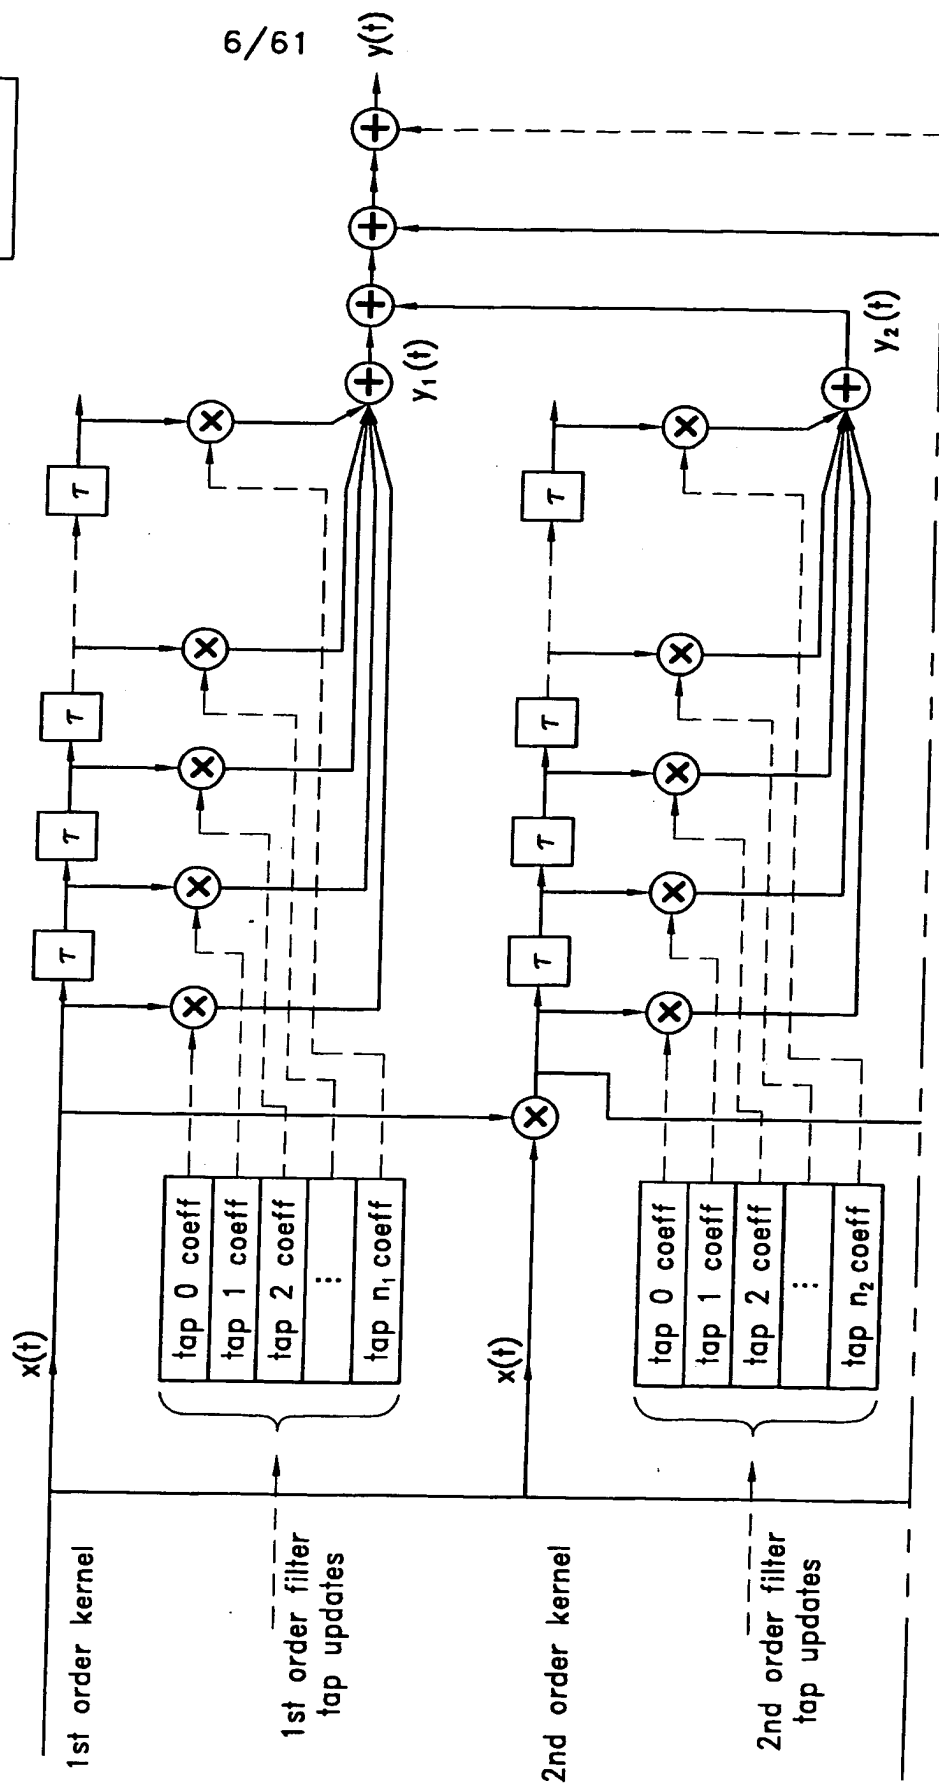 6/61
1st order kernel
x(t)
τ
τ
τ
τ
1st order filter
tap updates
tap 0 coeff
tap 1 coeff
tap 2 coeff
⋮
tap n₁ coeff
y₁(t)
y(t)
2nd order kernel
x(t)
τ
τ
τ
τ
2nd order filter
tap updates
tap 0 coeff
tap 1 coeff
tap 2 coeff
⋮
tap n₂ coeff
y₂(t)